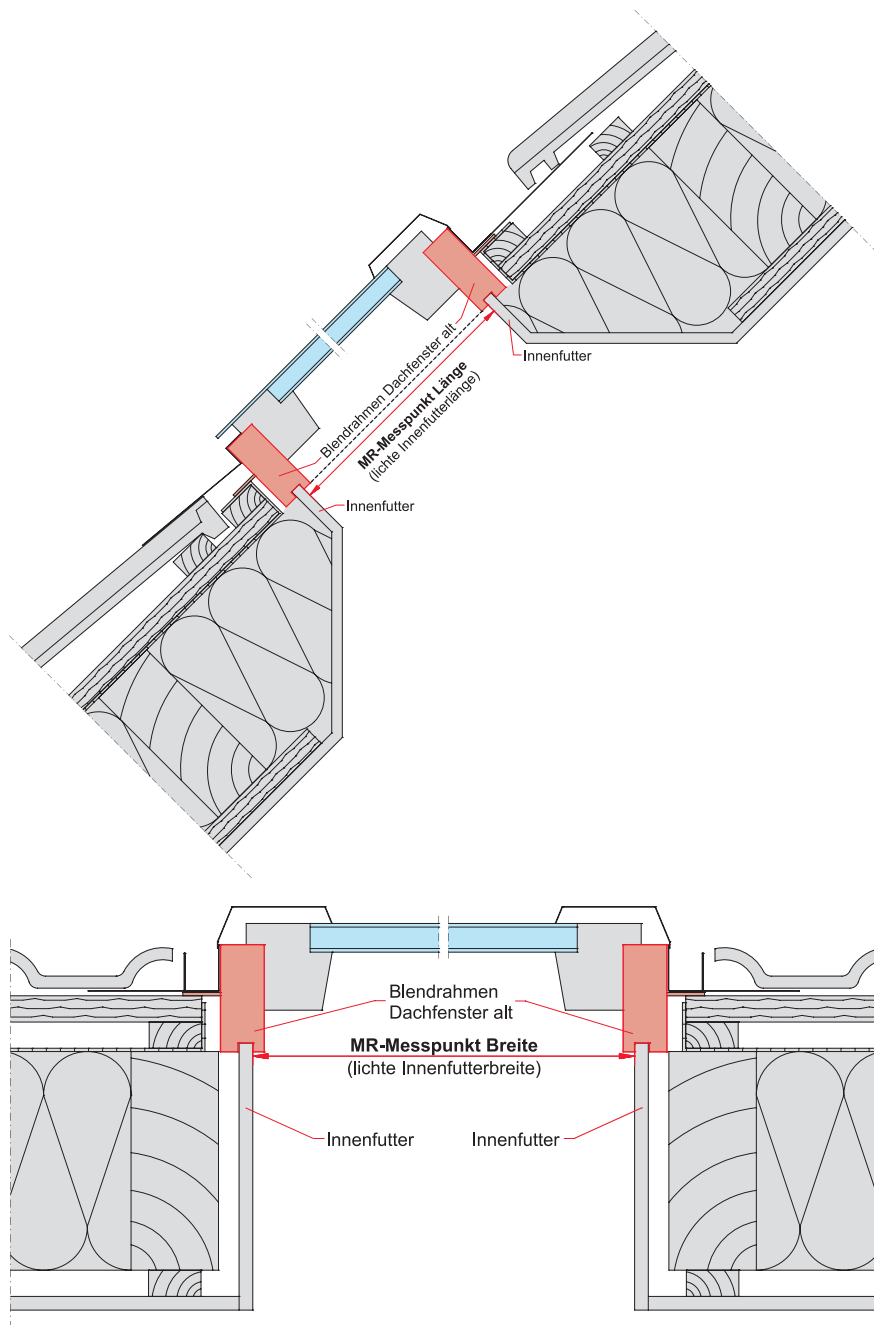 Innenfutter
Blendrahmen Dachfenster alt
MR-Messpunkt Länge
(lichte Innenfutterlänge)
Innenfutter
Blendrahmen
Dachfenster alt
MR-Messpunkt Breite
(lichte Innenfutterbreite)
Innenfutter
Innenfutter